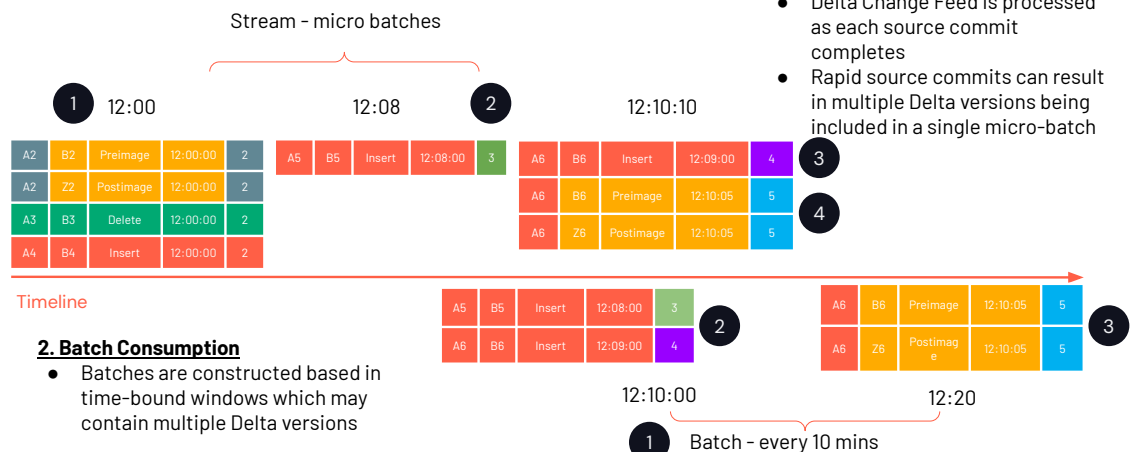 Stream - micro batches
● Delta Change Feed is processed
as each source commit
completes
● Rapid source commits can result
in multiple Delta versions being
included in a single micro-batch
1 12:00
12:08 2
12:10:10
A2 B2 Preimage 12:00:00 2
A2 Z2 Postimage 12:00:00 2
A3 B3 Delete 12:00:00 2
A4 B4 Insert 12:00:00 2
A5 B5 Insert 12:08:00 3
A6 B6 Insert 12:09:00 4 3
A6 B6 Preimage 12:10:05 5
A6 Z6 Postimage 12:10:05 5
4
Timeline
2. Batch Consumption
● Batches are constructed based in
time-bound windows which may
contain multiple Delta versions
A5 B5 Insert 12:08:00 3
A6 B6 Insert 12:09:00 4
2
A6 B6 Preimage 12:10:05 5
A6 Z6 Postimag
e 12:10:05 5
3
12:10:00
12:20
1 Batch - every 10 mins